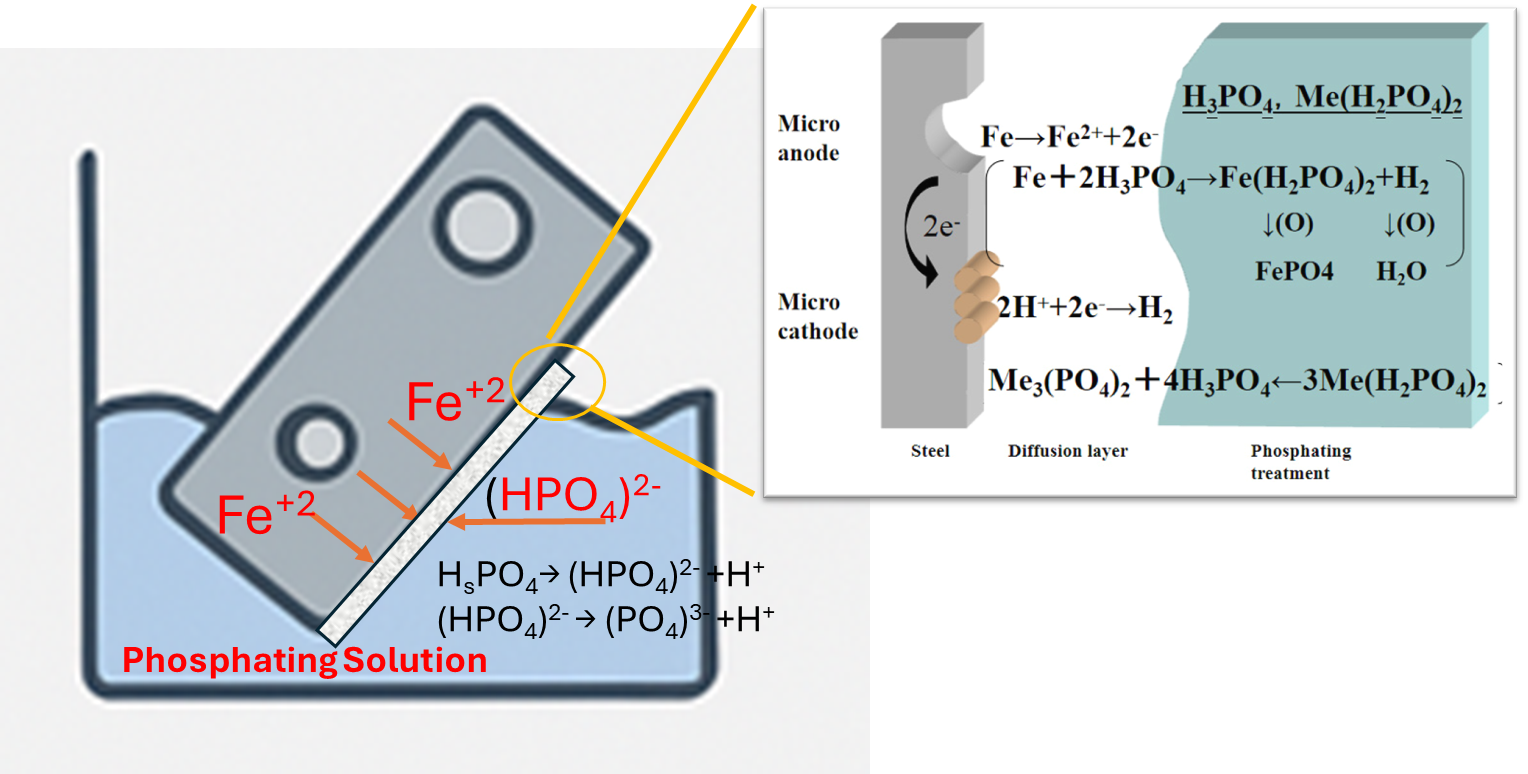 Fe⁺²
Fe⁺²
(HPO₄)²⁻
HₛPO₄→ (HPO₄)²⁻ +H⁺
(HPO₄)²⁻ → (PO₄)³⁻ +H⁺
Phosphating Solution
H₃PO₄, Me(H₂PO₄)₂
Micro
anode
Fe→Fe²⁺+2e⁻
Fe+2H₃PO₄→Fe(H₂PO₄)₂+H₂
↓(O) ↓(O)
FePO4 H₂O
2e⁻
Micro
cathode
2H⁺+2e⁻→H₂
Me₃(PO₄)₂+4H₃PO₄←3Me(H₂PO₄)₂
Steel
Diffusion layer
Phosphating
treatment